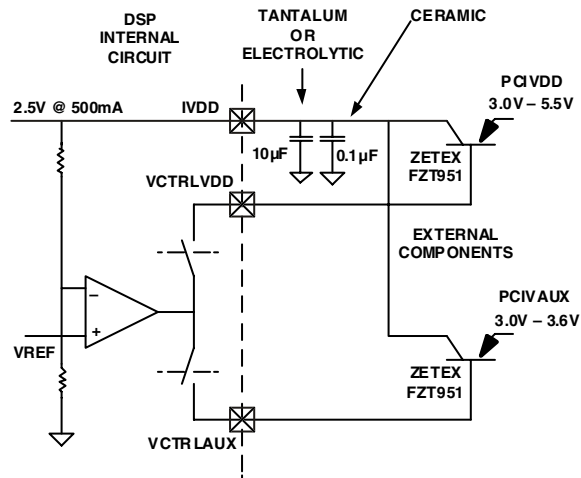 DSP
INTERNAL
CIRCUIT
TANTALUM
OR
ELECTROLYTIC
CERAMIC
2.5V @ 500mA
IVDD
PCIVDD
3.0V – 5.5V
10µF
0.1µF
ZETEX
FZT951
VCTRLVDD
EXTERNAL
COMPONENTS
–
+
VREF
PCIVAUX
3.0V – 3.6V
ZETEX
FZT951
VCTRLAUX